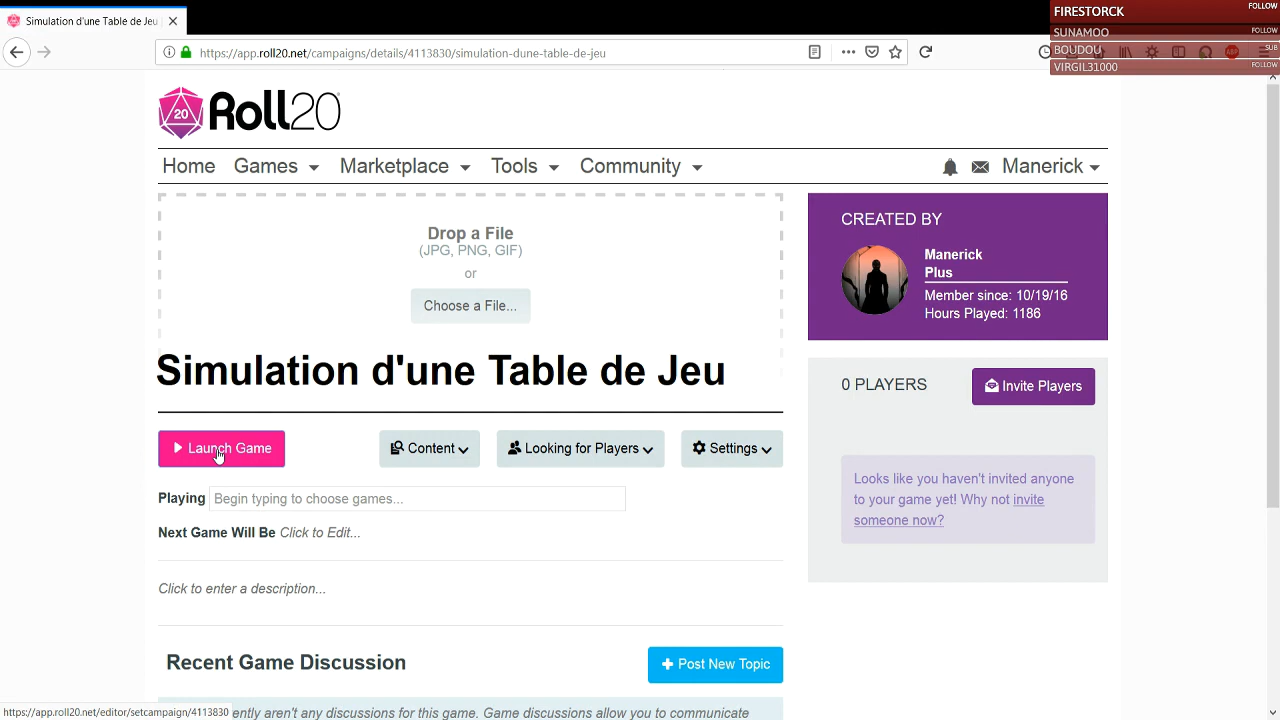 Simulation d'une Table de Jeu
https://app.roll20.net/campaigns/details/4113830/simulation-dune-table-de-jeu
FIRESTORCK FOLLOW
SUNAMOO FOLLOW
BOUDOU SUB
VIRGIL31000 FOLLOW
20 Roll20
Home Games Marketplace Tools Community Manerick
Drop a File
(JPG, PNG, GIF)
or
Choose a File...
Simulation d'une Table de Jeu
CREATED BY
Manerick
Plus
Member since: 10/19/16
Hours Played: 1186
0 PLAYERS Invite Players
Launch Game Content Looking for Players Settings
Looks like you haven't invited anyone
to your game yet! Why not invite
someone now?
Playing Begin typing to choose games...
Next Game Will Be Click to Edit...
Click to enter a description...
Recent Game Discussion Post New Topic
https://app.roll20.net/editor/setcampaign/4113830
aren't any discussions for this game. Game discussions allow you to communicate